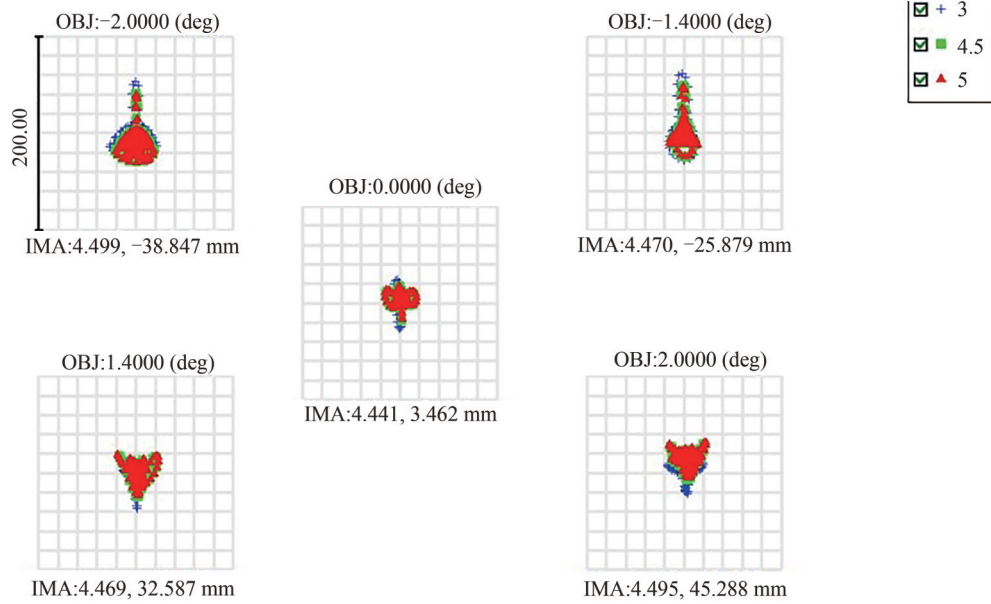 OBJ:−2.0000 (deg)
OBJ:−1.4000 (deg)
3
4.5
5
200.00
OBJ:0.0000 (deg)
IMA:4.499, −38.847 mm
IMA:4.470, −25.879 mm
OBJ:1.4000 (deg)
OBJ:2.0000 (deg)
IMA:4.441, 3.462 mm
IMA:4.469, 32.587 mm
IMA:4.495, 45.288 mm